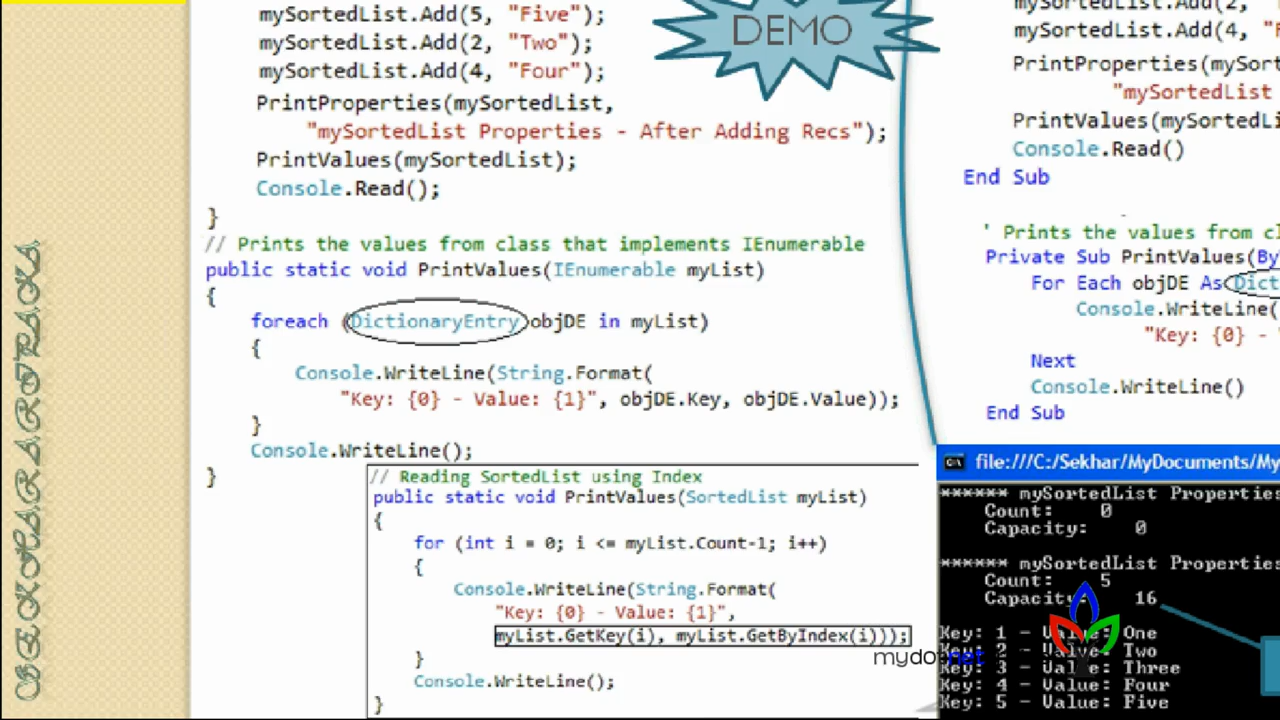 mySortedList.Add(5, "Five");
mySortedList.Add(2, "Two");
mySortedList.Add(4, "Four");
PrintProperties(mySortedList,
"mySortedList Properties - After Adding Recs");
PrintValues(mySortedList);
Console.Read();
}
// Prints the values from class that implements IEnumerable
public static void PrintValues(IEnumerable myList)
{
foreach (DictionaryEntry objDE in myList)
{
Console.WriteLine(String.Format(
"Key: {0} - Value: {1}", objDE.Key, objDE.Value));
}
Console.WriteLine();
}
// Reading SortedList using Index
public static void PrintValues(SortedList myList)
{
for (int i = 0; i <= myList.Count-1; i++)
{
Console.WriteLine(String.Format(
"Key: {0} - Value: {1}",
myList.GetKey(i), myList.GetByIndex(i)));
}
Console.WriteLine();
}
DEMO
mySortedList.Add(4, "F
PrintProperties(mySort
"mySortedList
PrintValues(mySortedLi
Console.Read()
End Sub
' Prints the values from cl
Private Sub PrintValues(By
For Each objDE As Dict
Console.WriteLine(
"Key: {0} -
Next
Console.WriteLine()
End Sub
file:///C:/Sekhar/MyDocuments/My
****** mySortedList Properties
Count: 0
Capacity: 0
****** mySortedList Properties
Count: 5
Capacity: 16
Key: 1 - Value: One
Key: 2 - Value: Two
Key: 3 - Value: Three
Key: 4 - Value: Four
Key: 5 - Value: Five